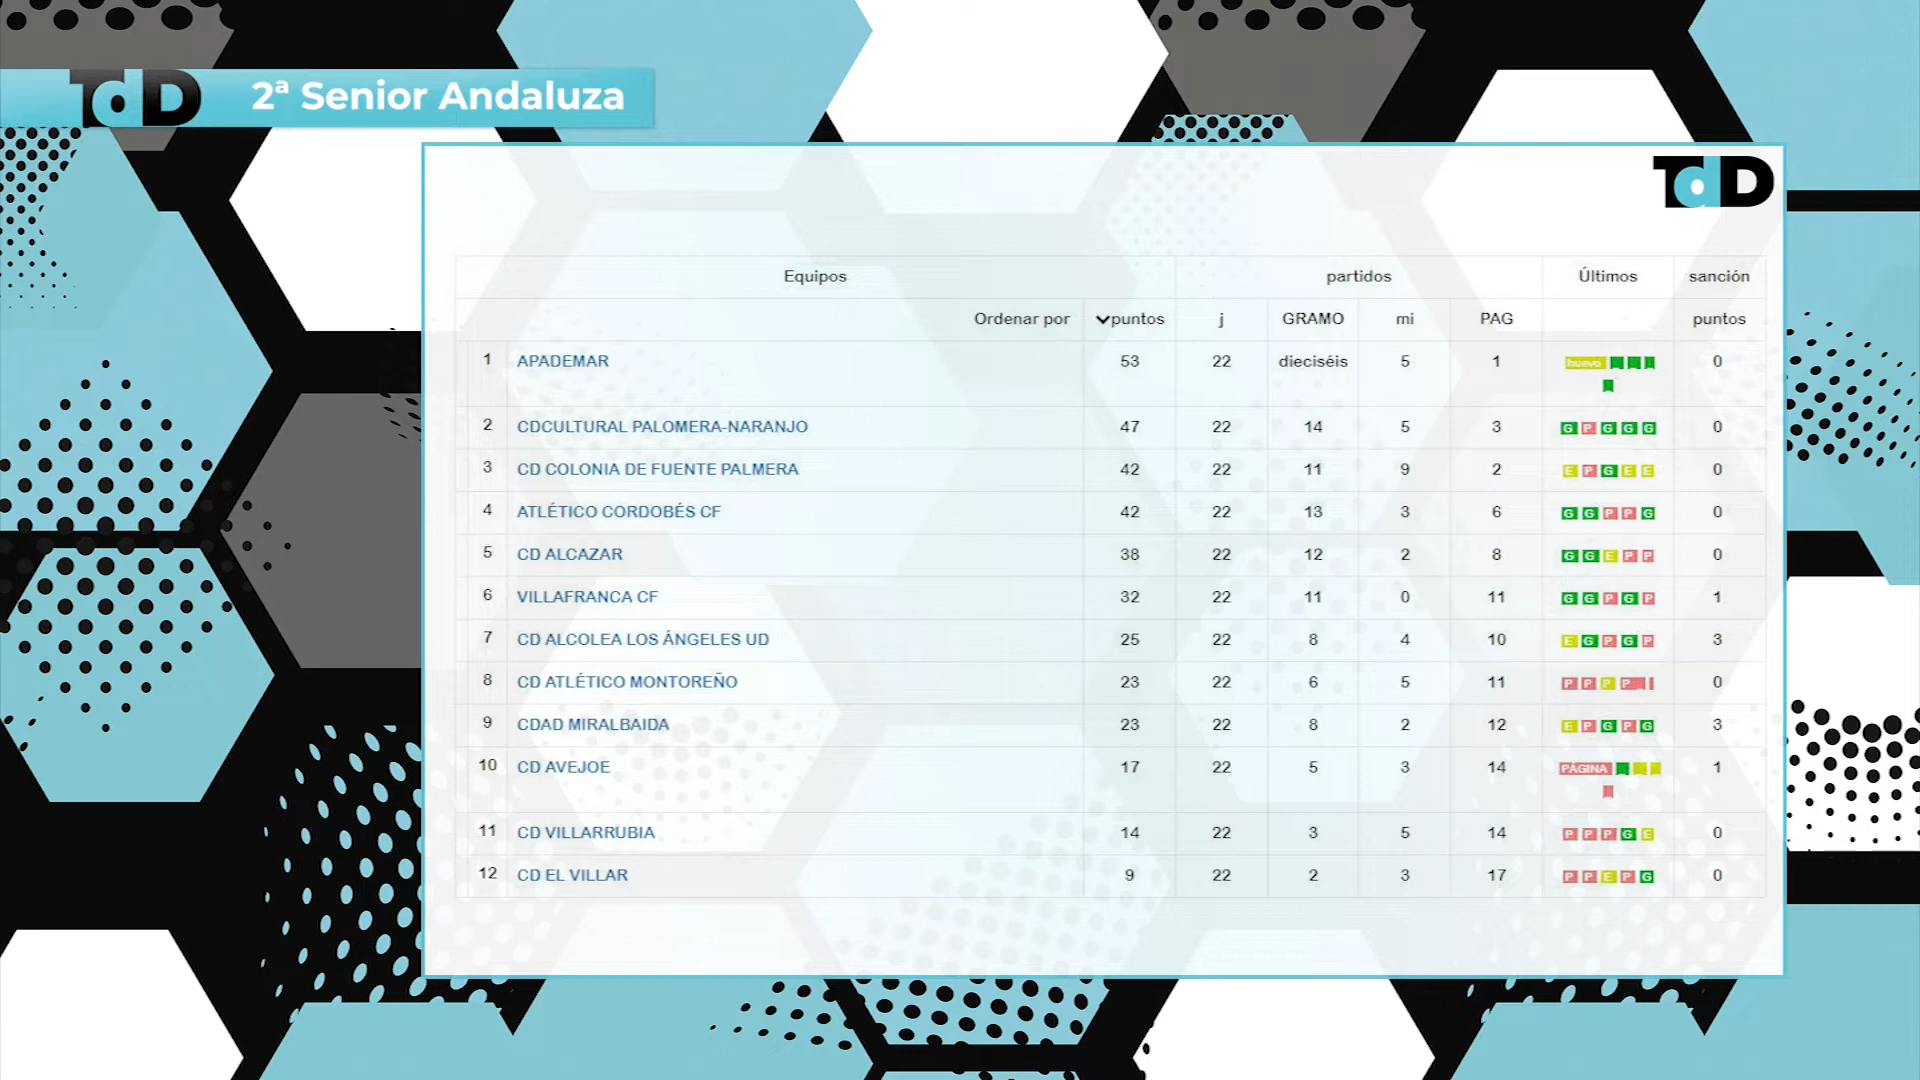 TdD 2ª Senior Andaluza
TdD
Equipos partidos Últimos sanción
Ordenar por puntos j GRAMO mi PAG puntos
1 APADEMAR 53 22 dieciséis 5 1 huevo 0
2 CDCULTURAL PALOMERA-NARANJO 47 22 14 5 3 G P G G G 0
3 CD COLONIA DE FUENTE PALMERA 42 22 11 9 2 E P G E E 0
4 ATLÉTICO CORDOBÉS CF 42 22 13 3 6 G G P P G 0
5 CD ALCAZAR 38 22 12 2 8 G G E P P 0
6 VILLAFRANCA CF 32 22 11 0 11 G G P G P 1
7 CD ALCOLEA LOS ÁNGELES UD 25 22 8 4 10 E G P G P 3
8 CD ATLÉTICO MONTOREÑO 23 22 6 5 11 P P P P 0
9 CDAD MIRALBAIDA 23 22 8 2 12 E P G P G 3
10 CD AVEJOE 17 22 5 3 14 PÁGINA 1
11 CD VILLARRUBIA 14 22 3 5 14 P P P G E 0
12 CD EL VILLAR 9 22 2 3 17 P P E P G 0